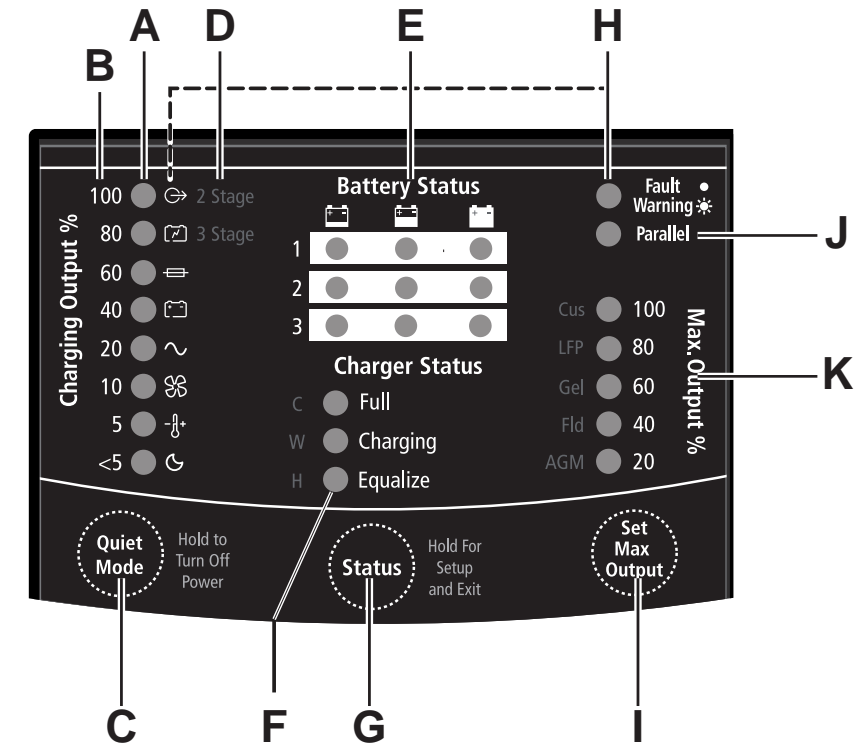 A D E H
B
Battery Status
100 2 Stage
Fault
Warning
80 3 Stage
1
Parallel J
60
2
40
Cus 100
20
3
LFP 80
Charging Output %
Max. Output %
K
Charger Status
10
C Full
Gel 60
5
W Charging
Fld 40
<5
H Equalize
AGM 20
Quiet
Mode
Hold to
Turn Off
Power
Status
Hold For
Setup
and Exit
Set
Max
Output
C F G I